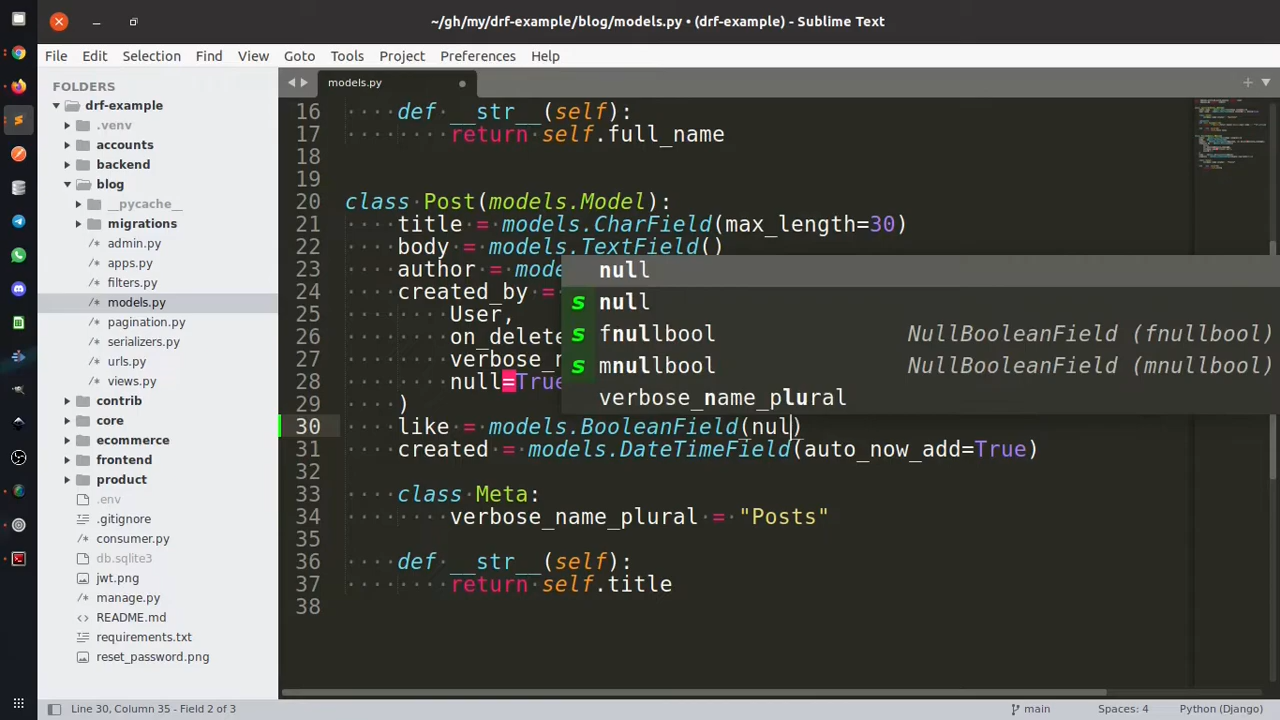 ~/gh/my/drf-example/blog/models.py • (drf-example) - Sublime Text
File Edit Selection Find View Goto Tools Project Preferences Help
FOLDERS
drf-example
.venv
accounts
backend
blog
__pycache__
migrations
admin.py
apps.py
filters.py
models.py
pagination.py
serializers.py
urls.py
views.py
contrib
core
ecommerce
frontend
product
.env
.gitignore
consumer.py
db.sqlite3
jwt.png
manage.py
README.md
requirements.txt
reset_password.png
models.py
16 def __str__(self):
17 return self.full_name
18
19
20 class Post(models.Model):
21 title = models.CharField(max_length=30)
22 body = models.TextField()
23 author = mode
24 created_by =
25 User,
26 on_delete
27 verbose_n
28 null=True
29 )
30 like = models.BooleanField(nul)
31 created = models.DateTimeField(auto_now_add=True)
32
33 class Meta:
34 verbose_name_plural = "Posts"
35
36 def __str__(self):
37 return self.title
38
null
s null
s fnullbool NullBooleanField (fnullbool)
s mnullbool NullBooleanField (mnullbool)
verbose_name_plural
Line 30, Column 35 - Field 2 of 3
main
Spaces: 4
Python (Django)